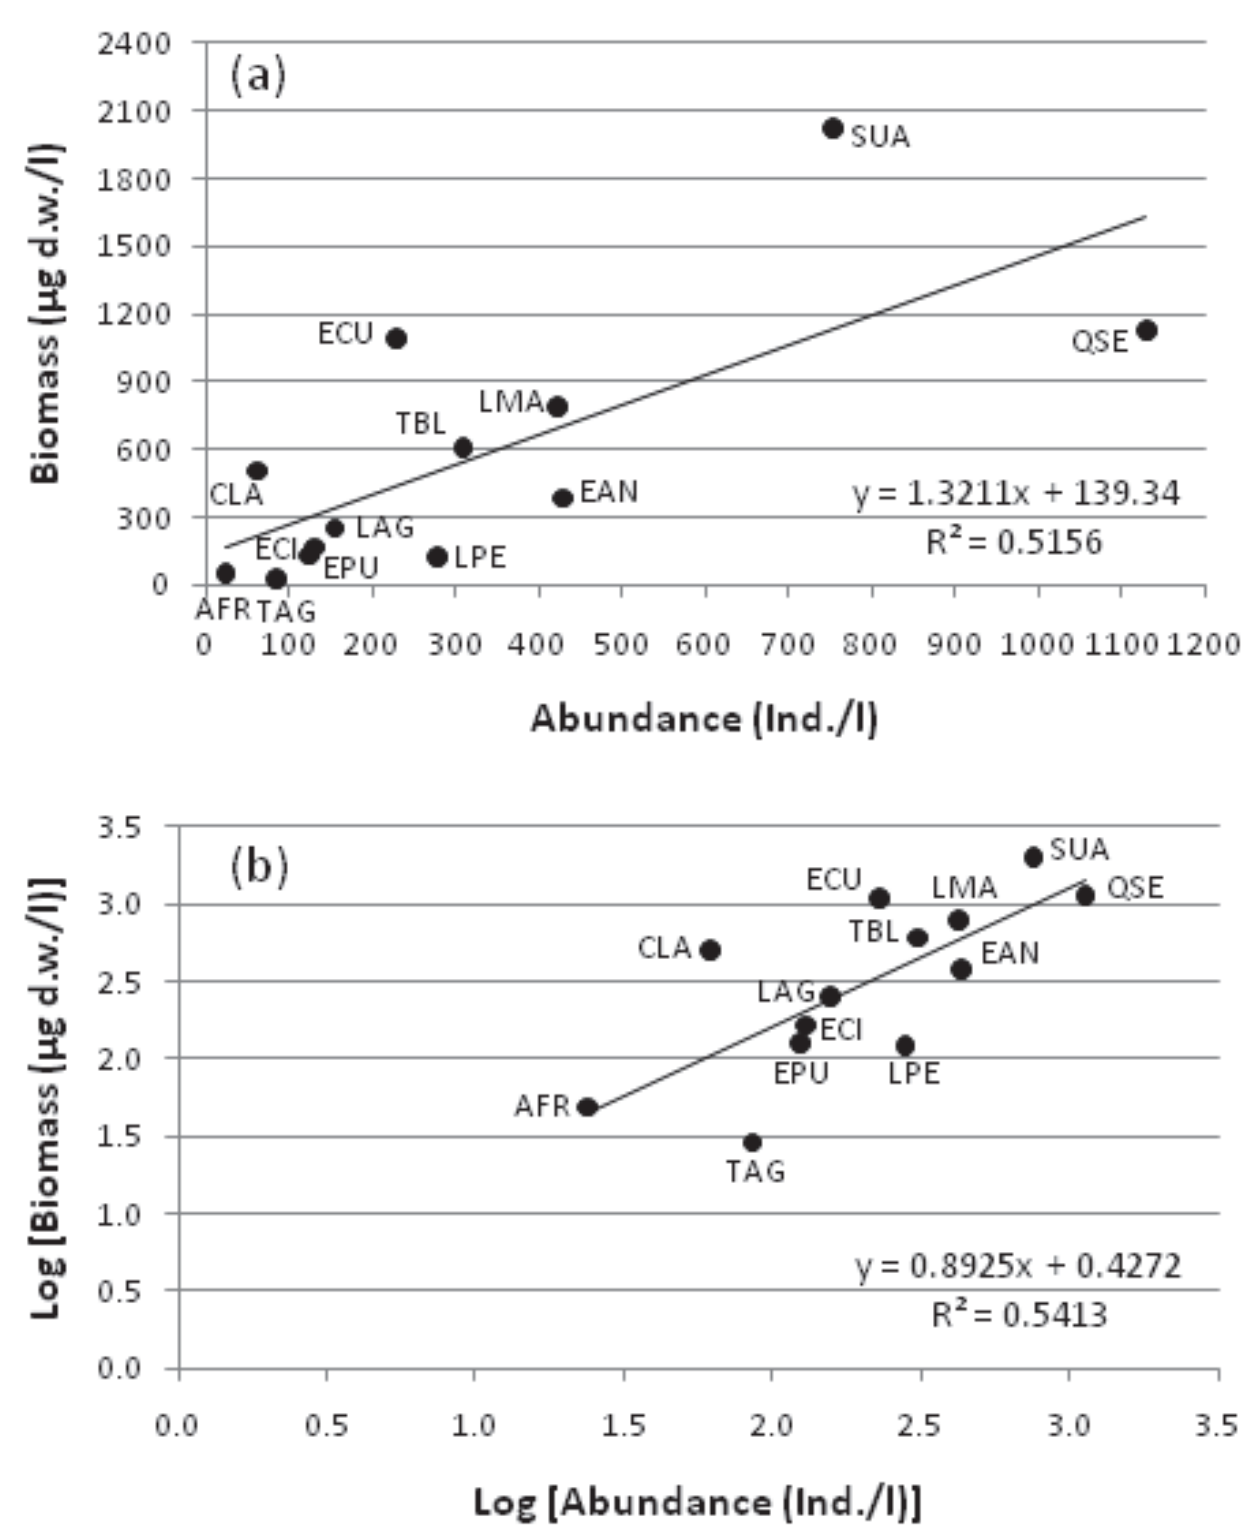 2400
(a)
2100
SUA
1800
1500
1200
ECU
QSE
900
LMA
TBL
600
CLA
EAN
y = 1.3211x + 139.34
300
LAG
R² = 0.5156
ECI
EPU
LPE
0
AFR TAG
0 100 200 300 400 500 600 700 800 900 1000 1100 1200
Biomass (µg d.w./l)
Abundance (Ind./l)
3.5
(b)
SUA
ECU
LMA
QSE
3.0
TBL
CLA
EAN
2.5
LAG
ECI
2.0
EPU
LPE
AFR
1.5
TAG
1.0
y = 0.8925x + 0.4272
0.5
R² = 0.5413
0.0
0.0 0.5 1.0 1.5 2.0 2.5 3.0 3.5
Log [Biomass (µg d.w./l)]
Log [Abundance (Ind./l)]